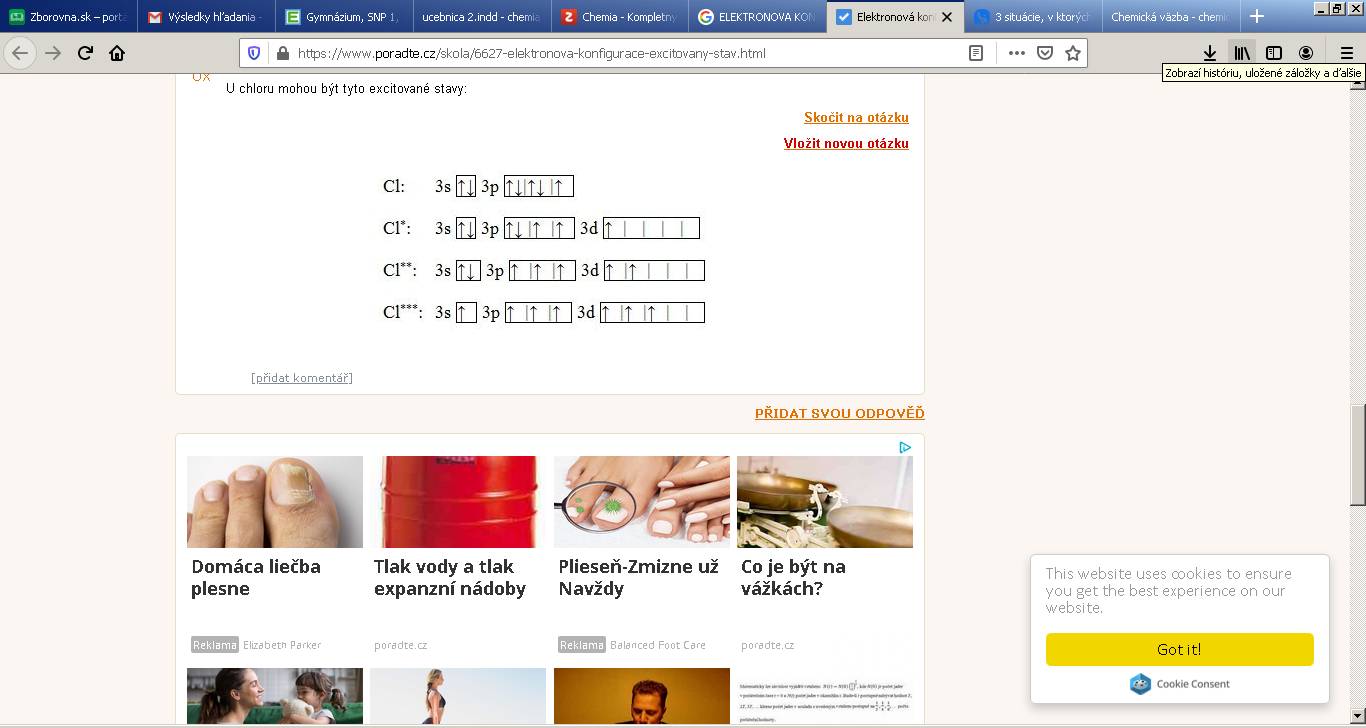 Zborovna.sk – portá
Výsledky hľadania -
Gymnázium, SNP 1,
ucebnica 2.indd - chemia
Chemia - Kompletny
ELEKTRONOVA KON
Elektronová kon
3 situácie, v ktorých
Chemická väzba - chemic
https://www.poradte.cz/skola/6627-elektronova-konfigurace-excitovany-stav.html
Zobrazí históriu, uložené záložky a ďalšie
ox
U chloru mohou být tyto excitované stavy:
Skočit na otázku
Vložit novou otázku
Cl: 3s ↑↓ 3p ↑↓|↑↓|↑
Cl*: 3s ↑↓ 3p ↑↓|↑ |↑ 3d ↑ | | | |
Cl**: 3s ↑↓ 3p ↑ |↑ |↑ 3d ↑ |↑ | | |
Cl***: 3s ↑ 3p ↑ |↑ |↑ 3d ↑ |↑ |↑ | |
[přidat komentář]
PŘIDAT SVOU ODPOVĚĎ
Domáca liečba
plesne
Reklama Elizabeth Parker
Tlak vody a tlak
expanzní nádoby
poradte.cz
Plieseň-Zmizne už
Navždy
Reklama Balanced Foot Care
Co je být na
vážkách?
poradte.cz
This website uses cookies to ensure
you get the best experience on our
website.
Got it!
Cookie Consent